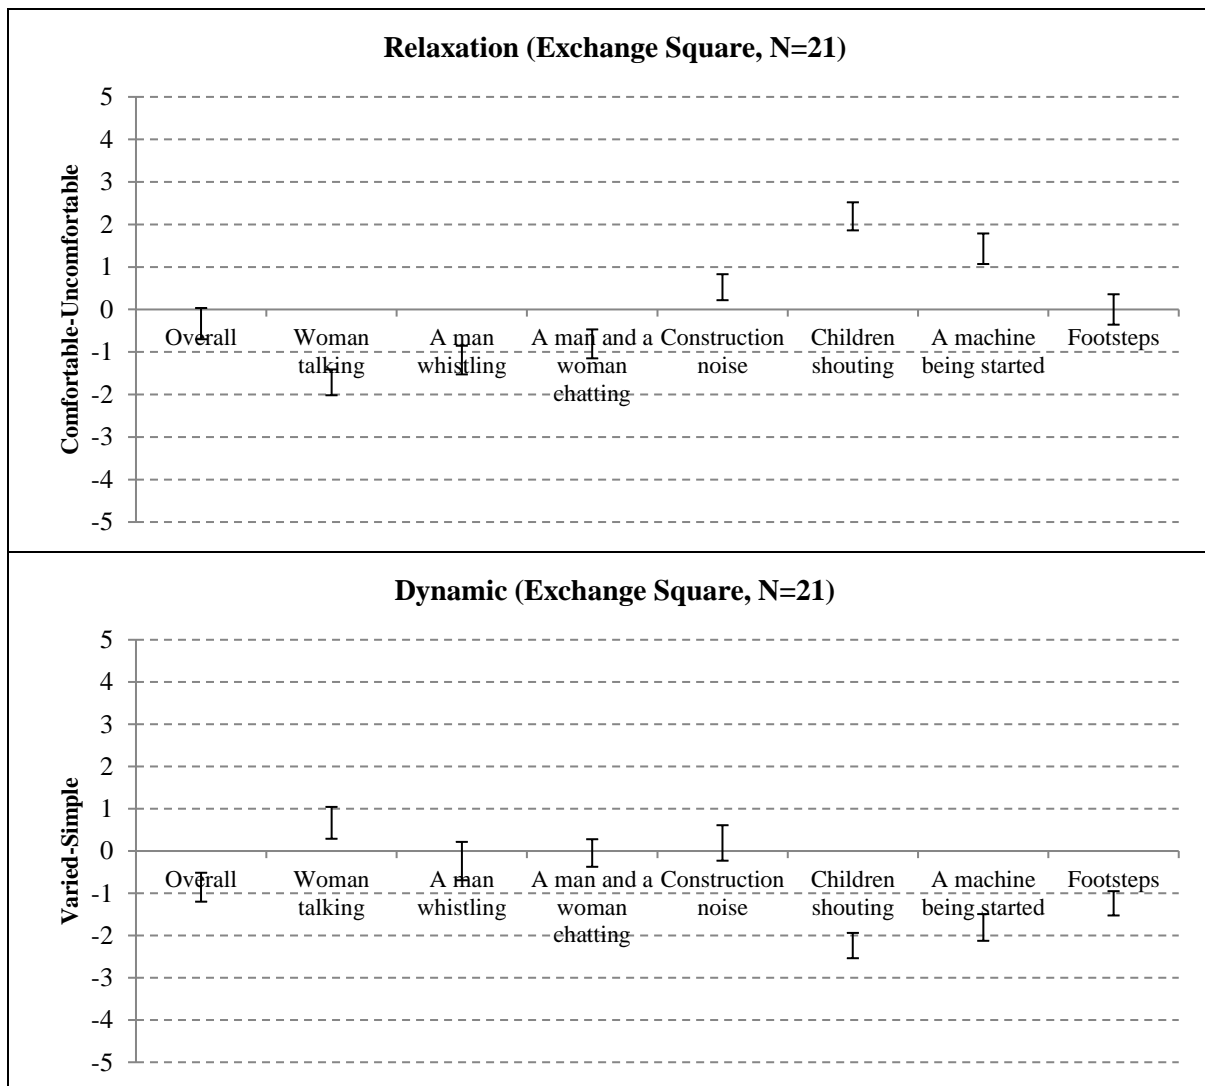 Relaxation (Exchange Square, N=21)
Comfortable-Uncomfortable
5
4
3
2
1
0
-1
-2
-3
-4
-5
Overall
Woman
talking
A man
whistling
A man and a
woman
chatting
Construction
noise
Children
shouting
A machine
being started
Footsteps
Dynamic (Exchange Square, N=21)
Varied-Simple
5
4
3
2
1
0
-1
-2
-3
-4
-5
Overall
Woman
talking
A man
whistling
A man and a
woman
chatting
Construction
noise
Children
shouting
A machine
being started
Footsteps